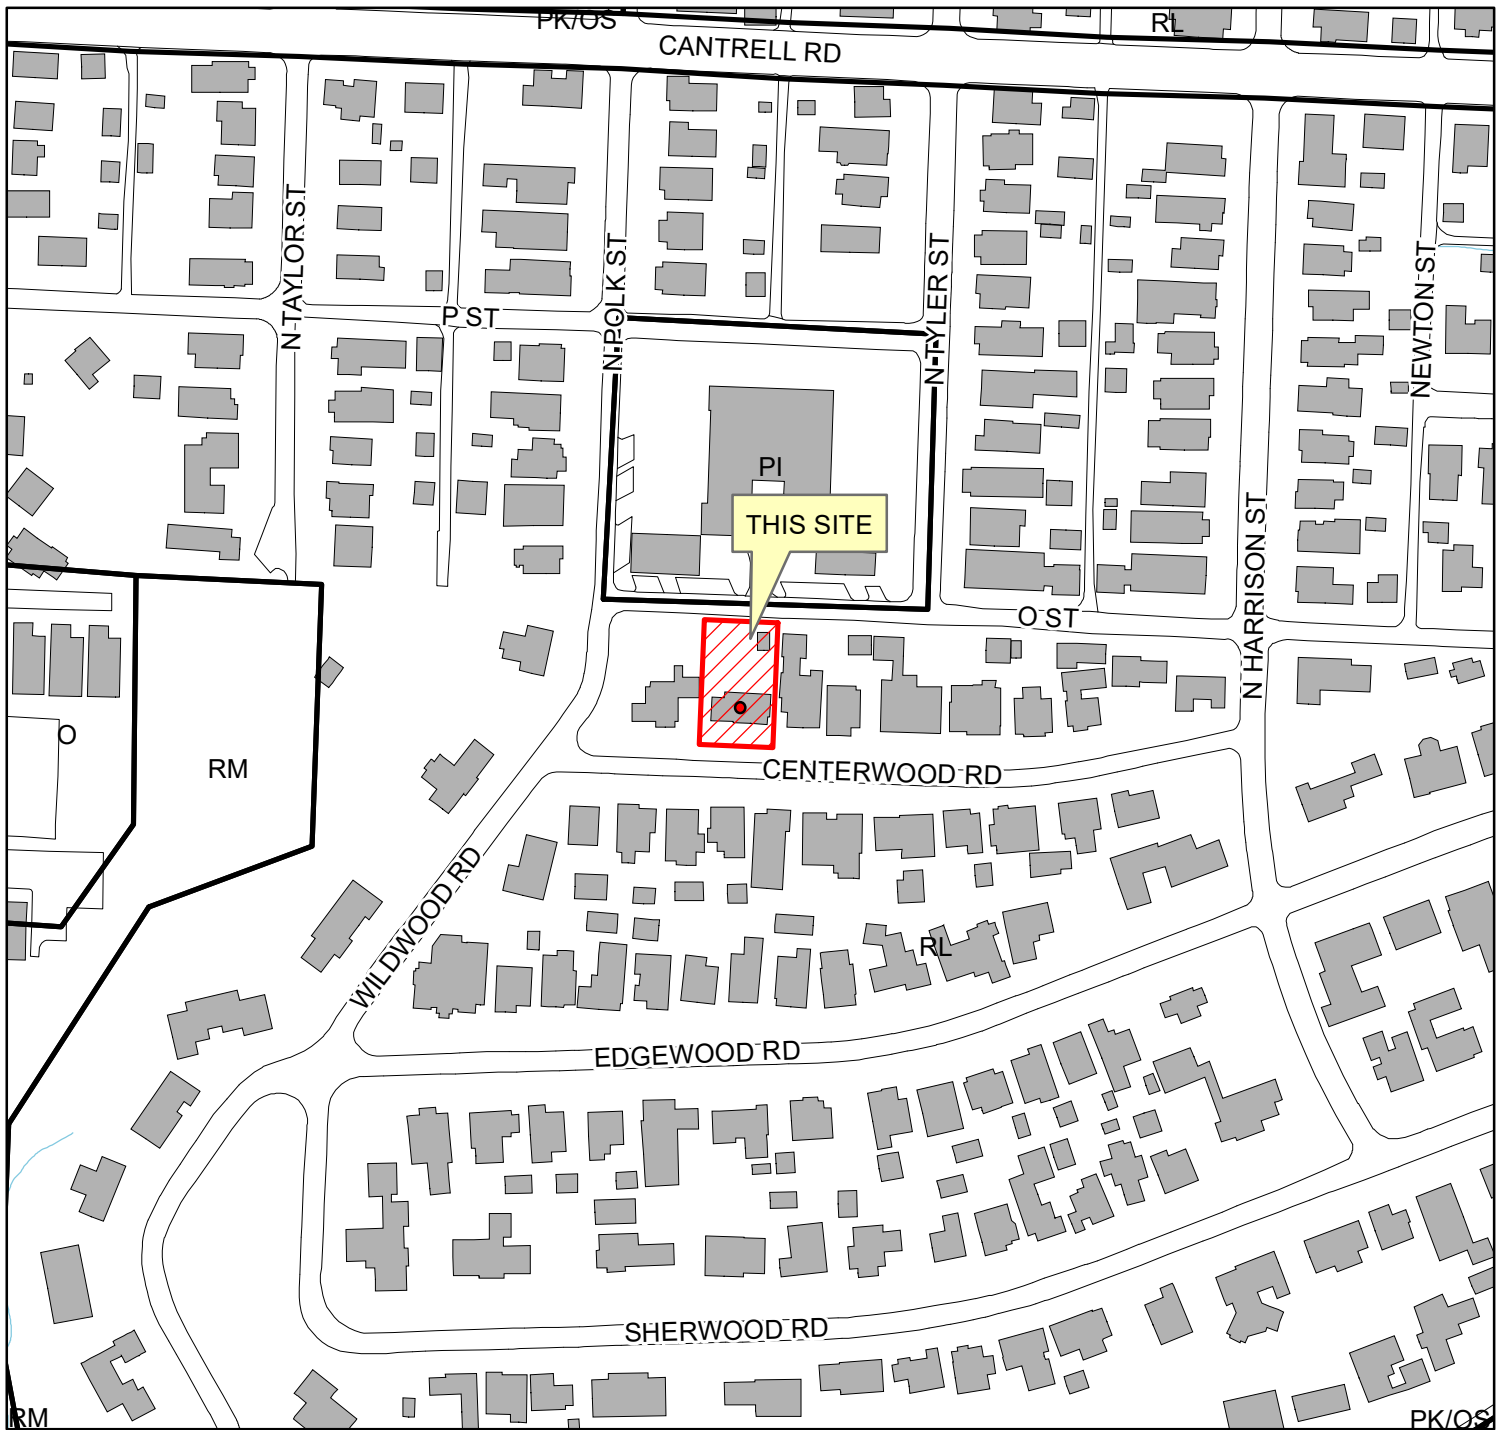 PK/OS
RL
CANTRELL RD
N TAYLOR ST
N POLK ST
N TYLER ST
NEWTON ST
P ST
PI
THIS SITE
N HARRISON ST
O ST
O
RM
CENTERWOOD RD
WILDWOOD RD
RL
EDGEWOOD RD
SHERWOOD RD
RM
PK/OS